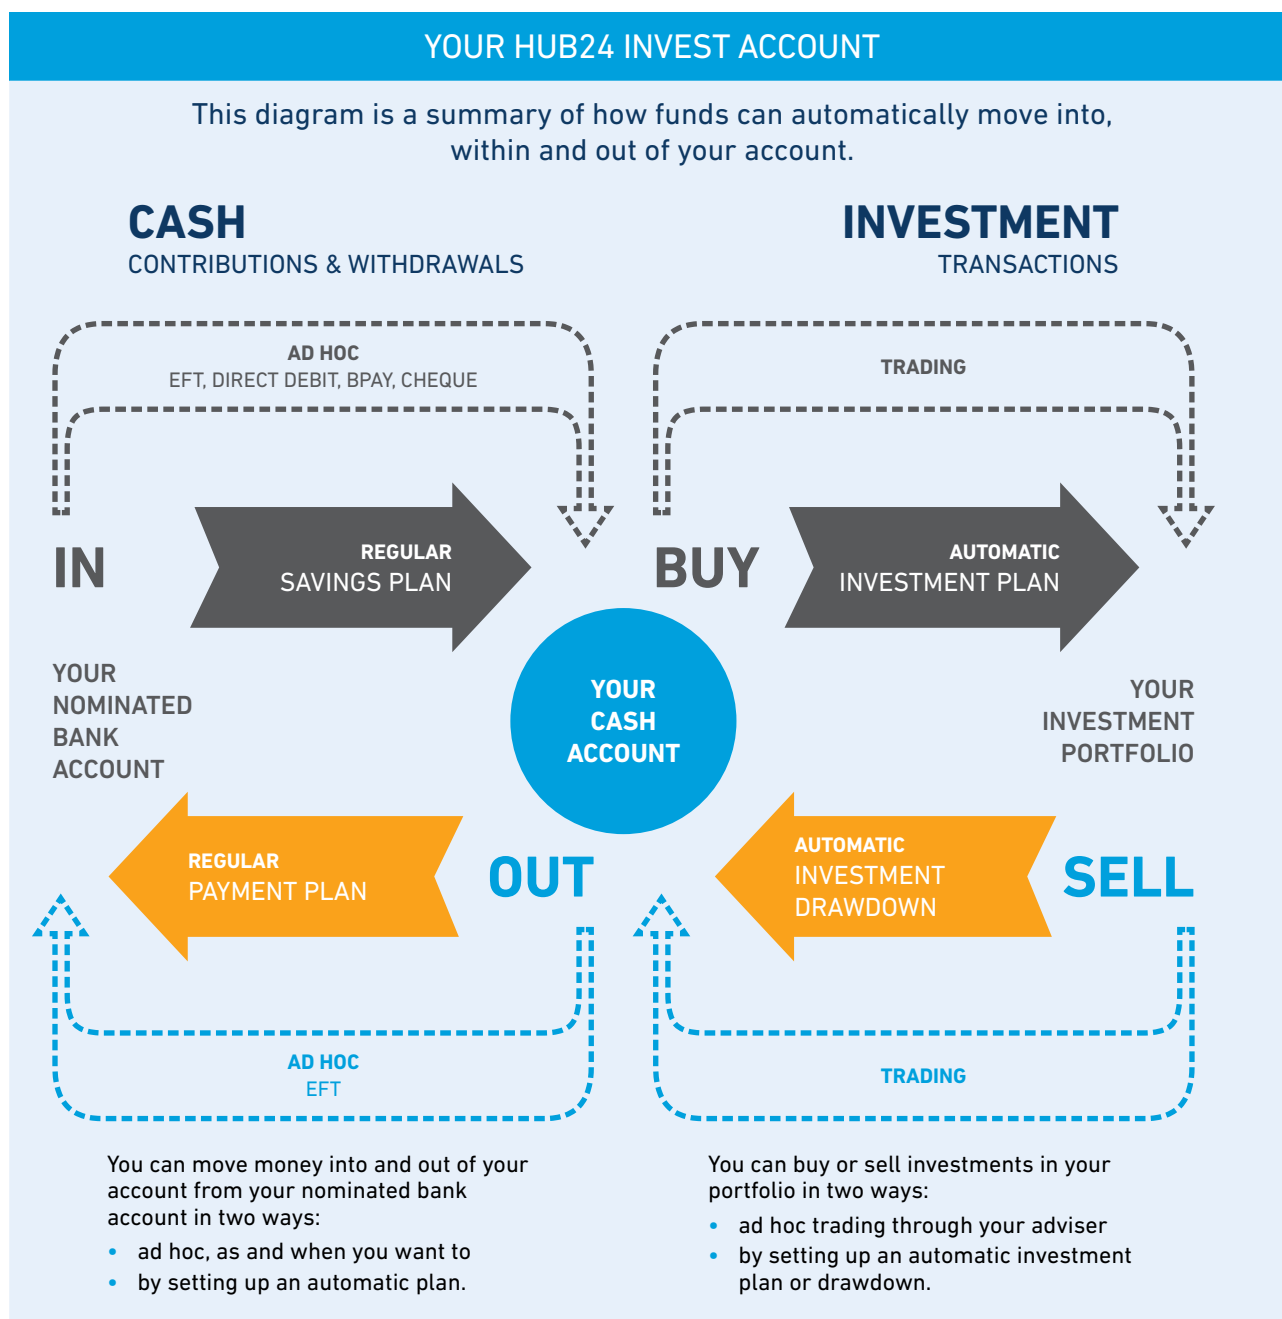 YOUR HUB24 INVEST ACCOUNT
This diagram is a summary of how funds can automatically move into,
within and out of your account.
CASH
CONTRIBUTIONS & WITHDRAWALS
INVESTMENT
TRANSACTIONS
AD HOC
EFT, DIRECT DEBIT, BPAY, CHEQUE
TRADING
IN
REGULAR
SAVINGS PLAN
BUY
AUTOMATIC
INVESTMENT PLAN
YOUR
NOMINATED
BANK
ACCOUNT
YOUR
CASH
ACCOUNT
YOUR
INVESTMENT
PORTFOLIO
REGULAR
PAYMENT PLAN
OUT
AUTOMATIC
INVESTMENT
DRAWDOWN
SELL
AD HOC
EFT
TRADING
You can move money into and out of your
account from your nominated bank
account in two ways:
• ad hoc, as and when you want to
• by setting up an automatic plan.
You can buy or sell investments in your
portfolio in two ways:
• ad hoc trading through your adviser
• by setting up an automatic investment
plan or drawdown.